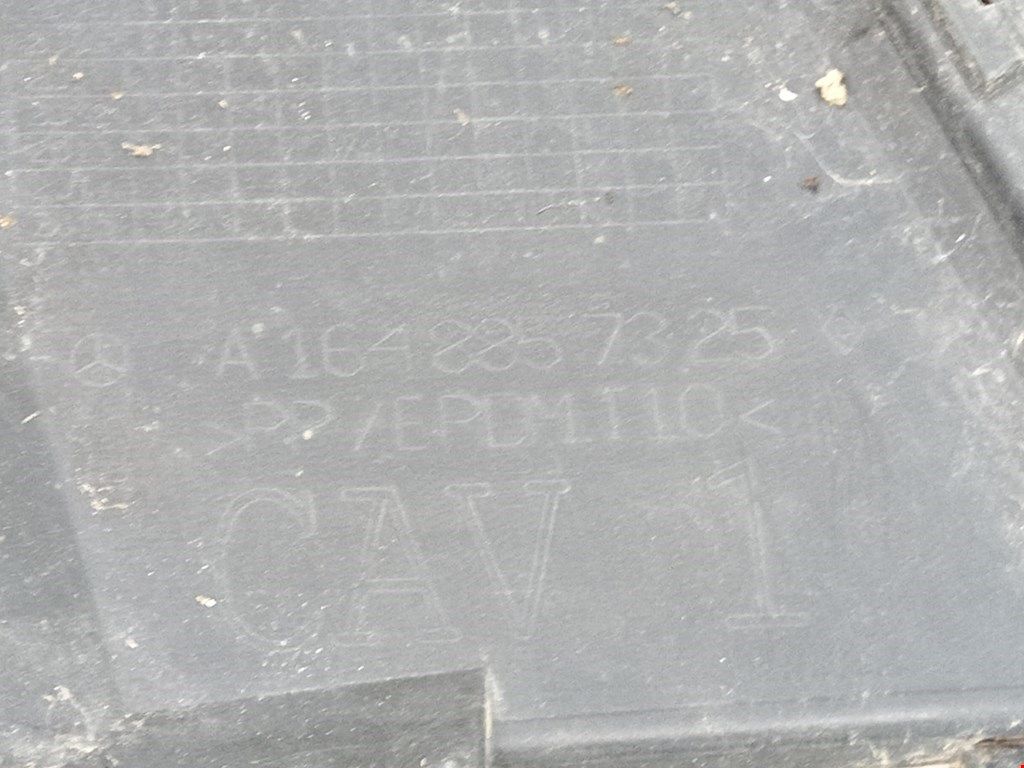 A 164 885 73 25
>PP/EPDM T10<
CAV 1